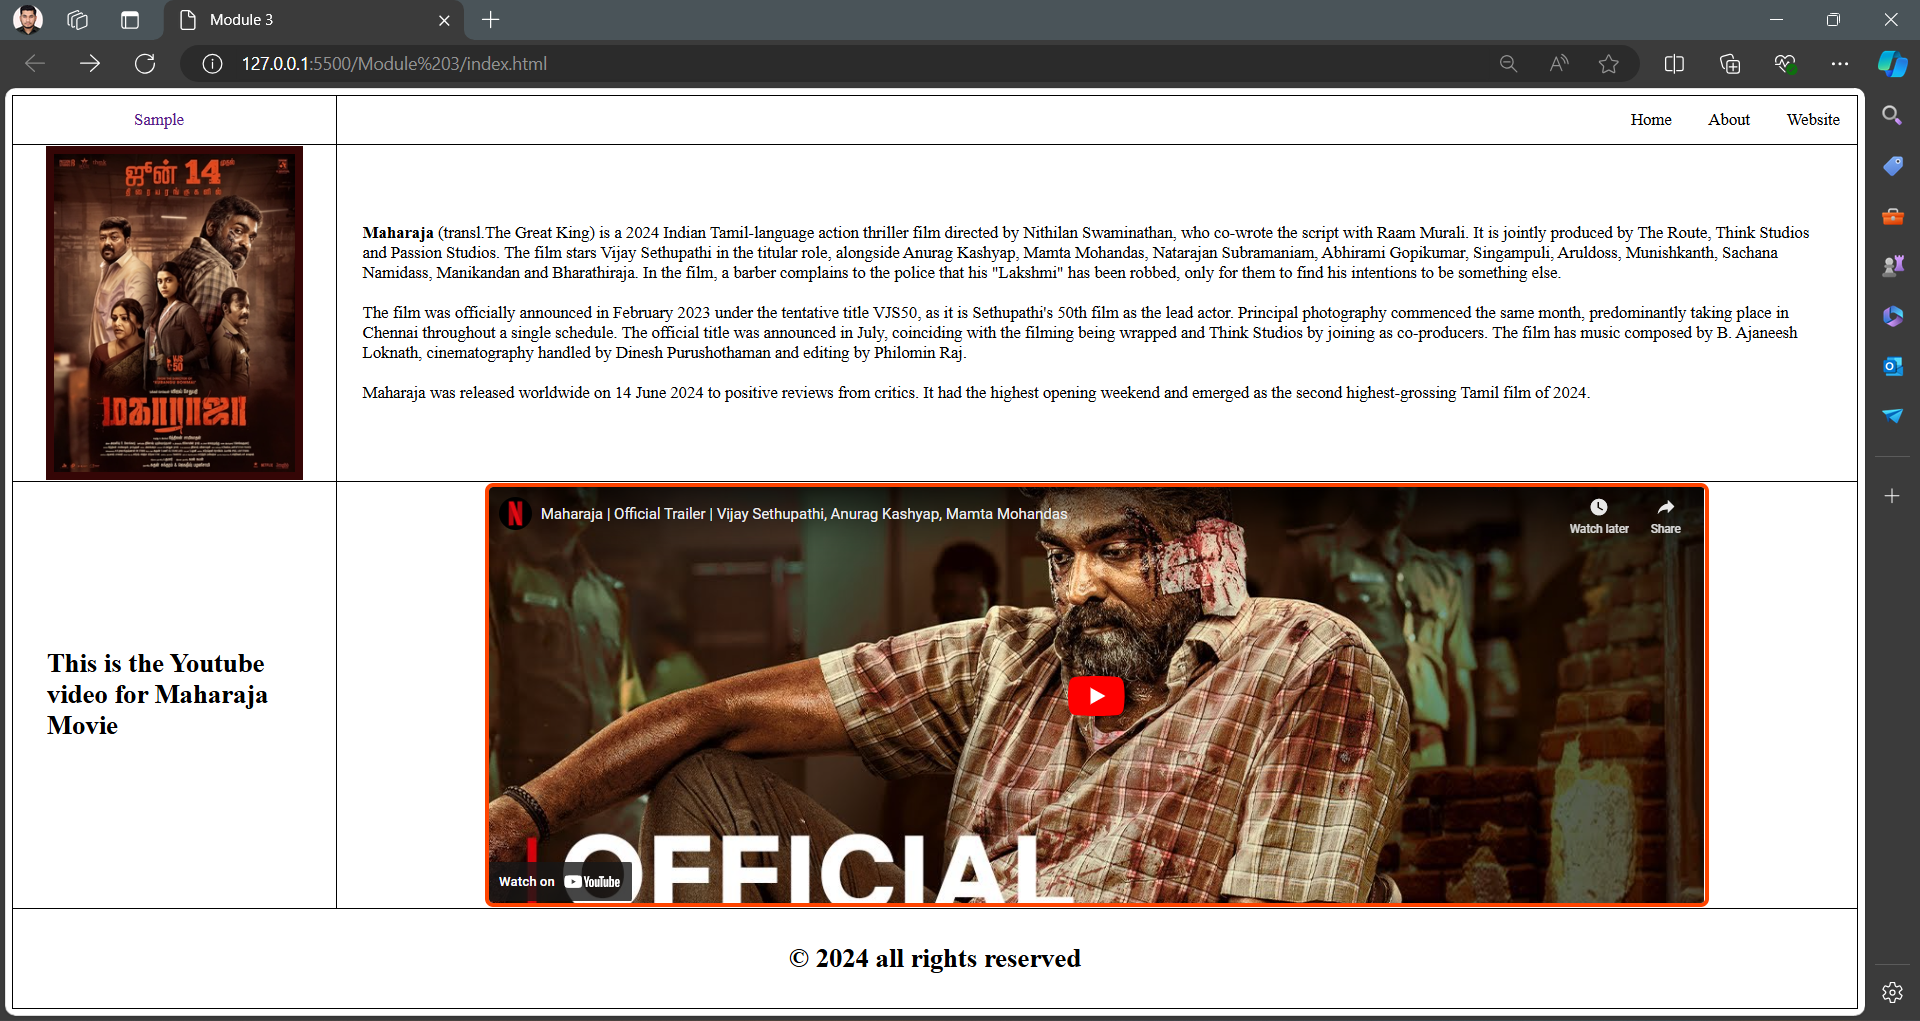 Module 3
127.0.0.1:5500/Module%203/index.html
Sample
Home About Website
ஜூன் 14
Maharaja (transl.The Great King) is a 2024 Indian Tamil-language action thriller film directed by Nithilan Swaminathan, who co-wrote the script with Raam Murali. It is jointly produced by The Route, Think Studios
and Passion Studios. The film stars Vijay Sethupathi in the titular role, alongside Anurag Kashyap, Mamta Mohandas, Natarajan Subramaniam, Abhirami Gopikumar, Singampuli, Aruldoss, Munishkanth, Sachana
Namidass, Manikandan and Bharathiraja. In the film, a barber complains to the police that his "Lakshmi" has been robbed, only for them to find his intentions to be something else.
The film was officially announced in February 2023 under the tentative title VJS50, as it is Sethupathi's 50th film as the lead actor. Principal photography commenced the same month, predominantly taking place in
Chennai throughout a single schedule. The official title was announced in July, coinciding with the filming being wrapped and Think Studios by joining as co-producers. The film has music composed by B. Ajaneesh
Loknath, cinematography handled by Dinesh Purushothaman and editing by Philomin Raj.
Maharaja was released worldwide on 14 June 2024 to positive reviews from critics. It had the highest opening weekend and emerged as the second highest-grossing Tamil film of 2024.
50
மகாராஜா
This is the Youtube
video for Maharaja
Movie
N Maharaja | Official Trailer | Vijay Sethupathi, Anurag Kashyap, Mamta Mohandas
Watch later Share
OFFICIAL
Watch on YouTube
© 2024 all rights reserved